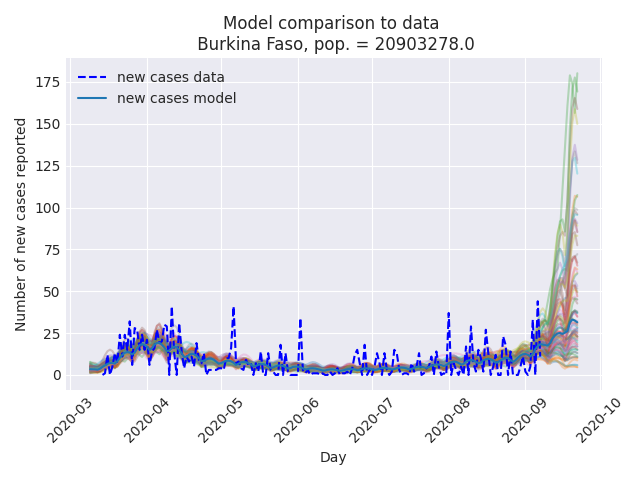 Model comparison to data
Burkina Faso, pop. = 20903278.0
new cases data
new cases model
Number of new cases reported
175
150
125
100
75
50
25
0
2020-03
2020-04
2020-05
2020-06
2020-07
2020-08
2020-09
2020-10
Day